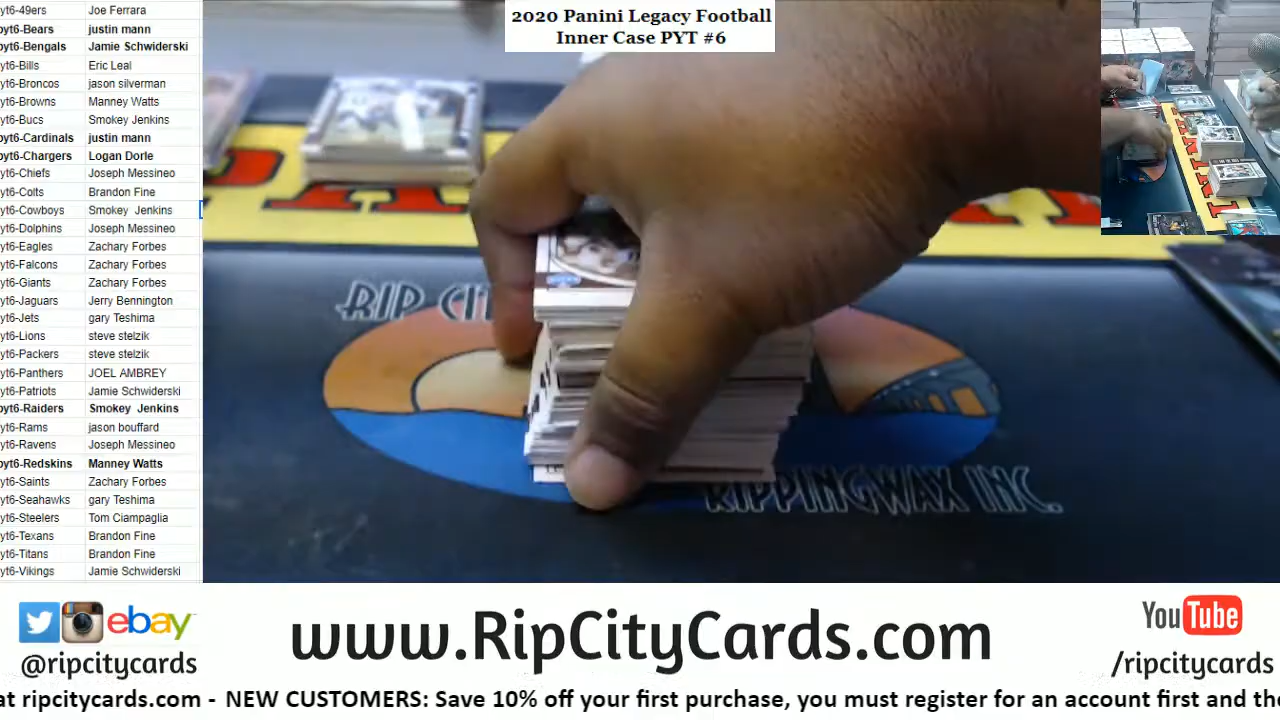 2020 Panini Legacy Football
Inner Case PYT #6
yt6-49ers Joe Ferrara
pyt6-Bears justin mann
pyt6-Bengals Jamie Schwiderski
yt6-Bills Eric Leal
yt6-Broncos jason silverman
yt6-Browns Manney Watts
yt6-Bucs Smokey Jenkins
pyt6-Cardinals justin mann
pyt6-Chargers Logan Dorle
yt6-Chiefs Joseph Messineo
yt6-Colts Brandon Fine
yt6-Cowboys Smokey Jenkins
yt6-Dolphins Joseph Messineo
yt6-Eagles Zachary Forbes
yt6-Falcons Zachary Forbes
yt6-Giants Zachary Forbes
yt6-Jaguars Jerry Bennington
yt6-Jets gary Teshima
yt6-Lions steve stelzik
yt6-Packers steve stelzik
yt6-Panthers JOEL AMBREY
yt6-Patriots Jamie Schwiderski
pyt6-Raiders Smokey Jenkins
yt6-Rams jason bouffard
yt6-Ravens Joseph Messineo
pyt6-Redskins Manney Watts
yt6-Saints Zachary Forbes
yt6-Seahawks gary Teshima
yt6-Steelers Tom Ciampaglia
yt6-Texans Brandon Fine
yt6-Titans Brandon Fine
yt6-Vikings Jamie Schwiderski
RIP CIT
RIPPINGWAX INC.
ebay
@ripcitycards
www.RipCityCards.com
YouTube
/ripcitycards
at ripcitycards.com - NEW CUSTOMERS: Save 10% off your first purchase, you must register for an account first and the